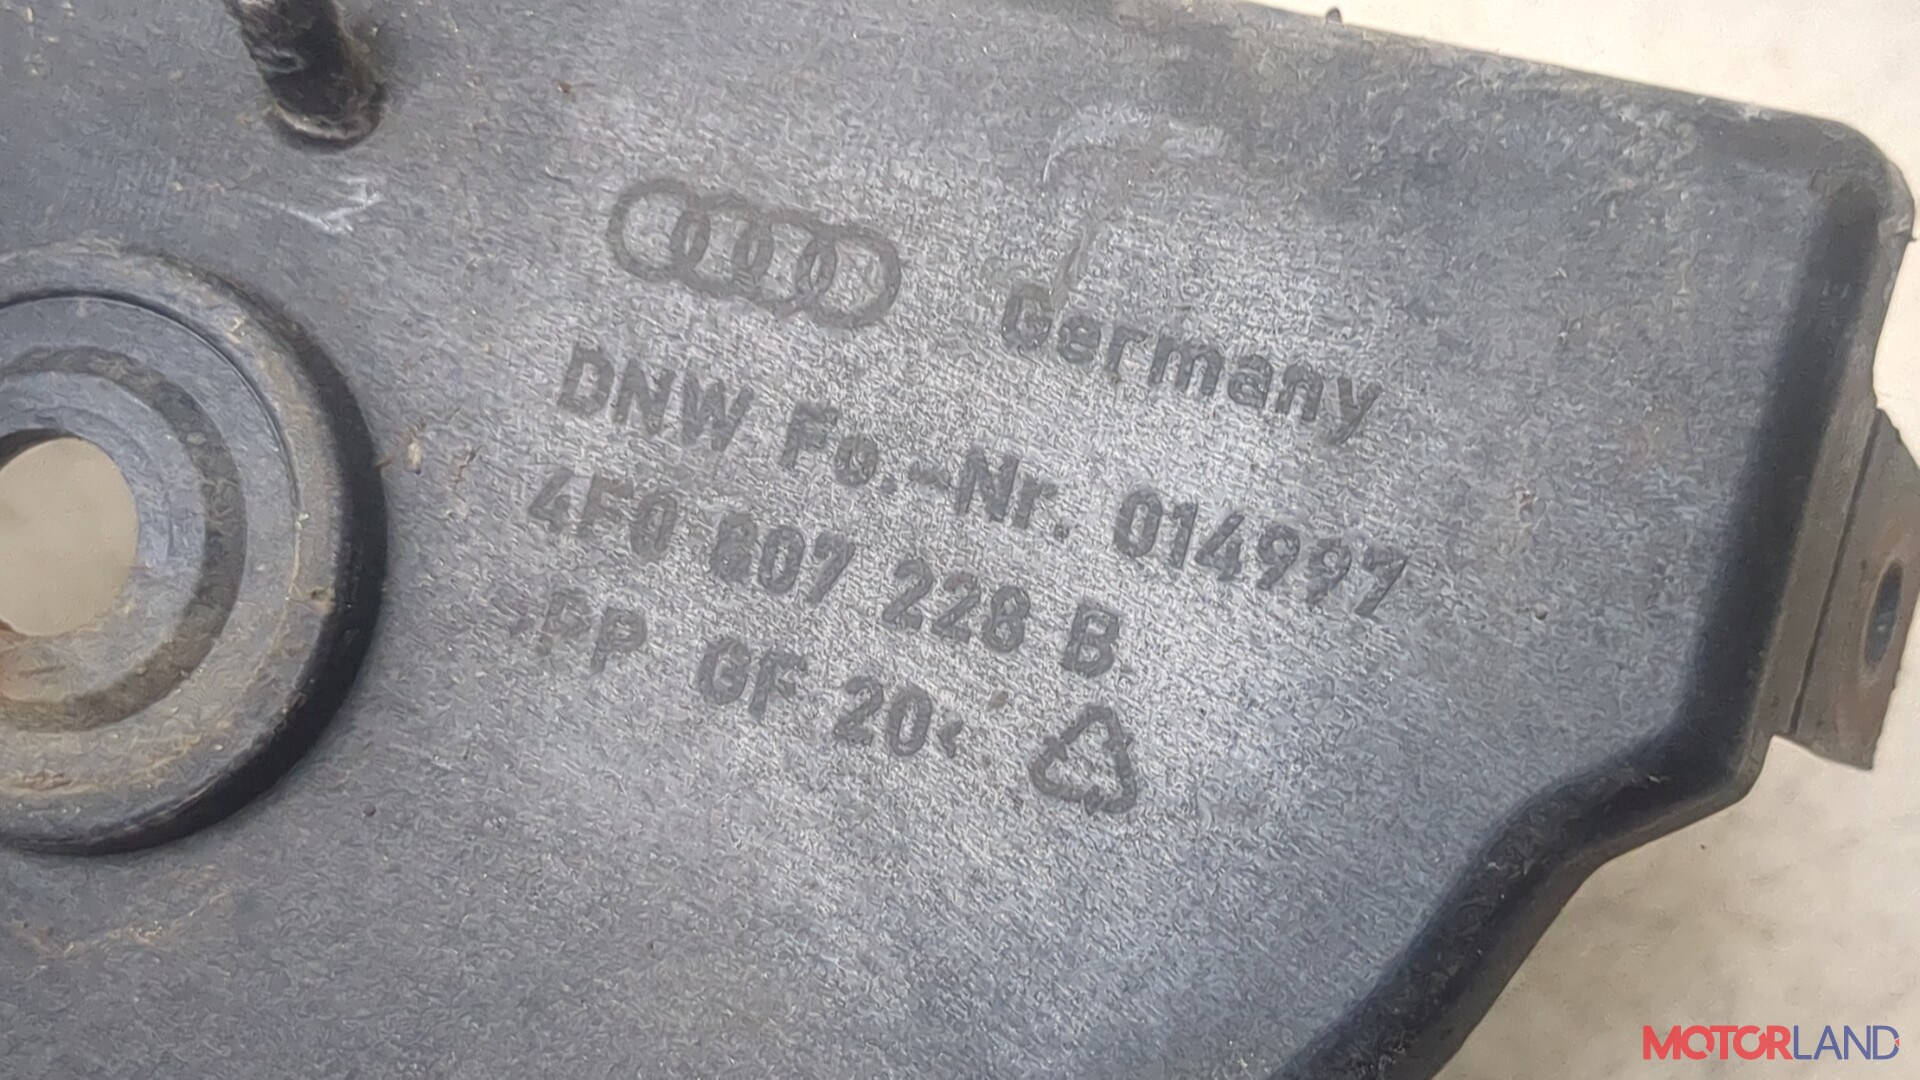 Germany
DNW Fo.-Nr. 014997
4F0 807 228 B.
>PP GF 20<
MOTORLAND